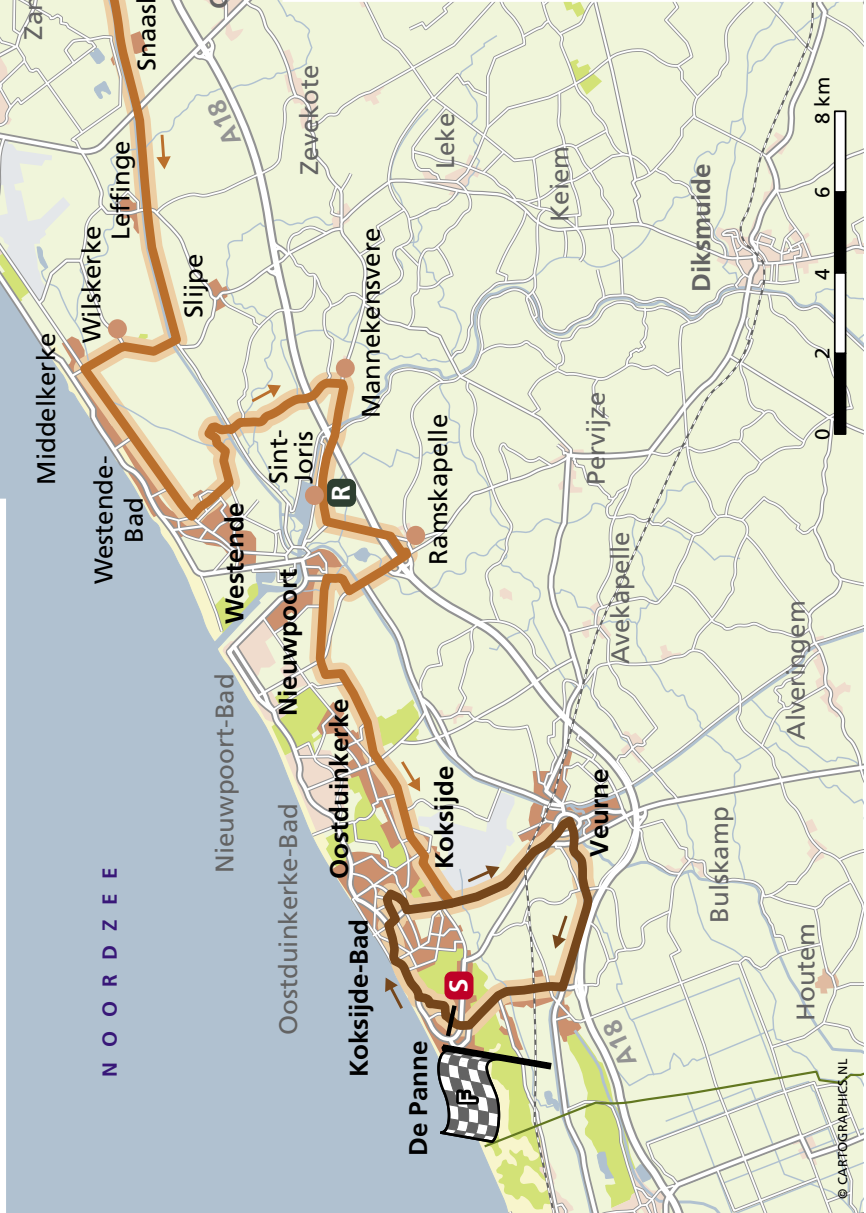 Middelkerke
Wilskerke
Leffinge
Snaas
Zar
Westende-
Bad
NOORDZEE
Slijpe
A18
Westende
Nieuwpoort-Bad
Sint-
Joris
Zevekote
Nieuwpoort
Oostduinkerke-Bad
R
Mannekensvere
Oostduinkerke
Koksijde-Bad
Ramskapelle
Leke
Koksijde
De Panne
S
F
Keiem
Pervijze
Veurne
Avekapelle
A18
Diksmuide
Bulskamp
Alveringem
Houtem
0 2 4 6 8 km
© CARTOGRAPHICS.NL